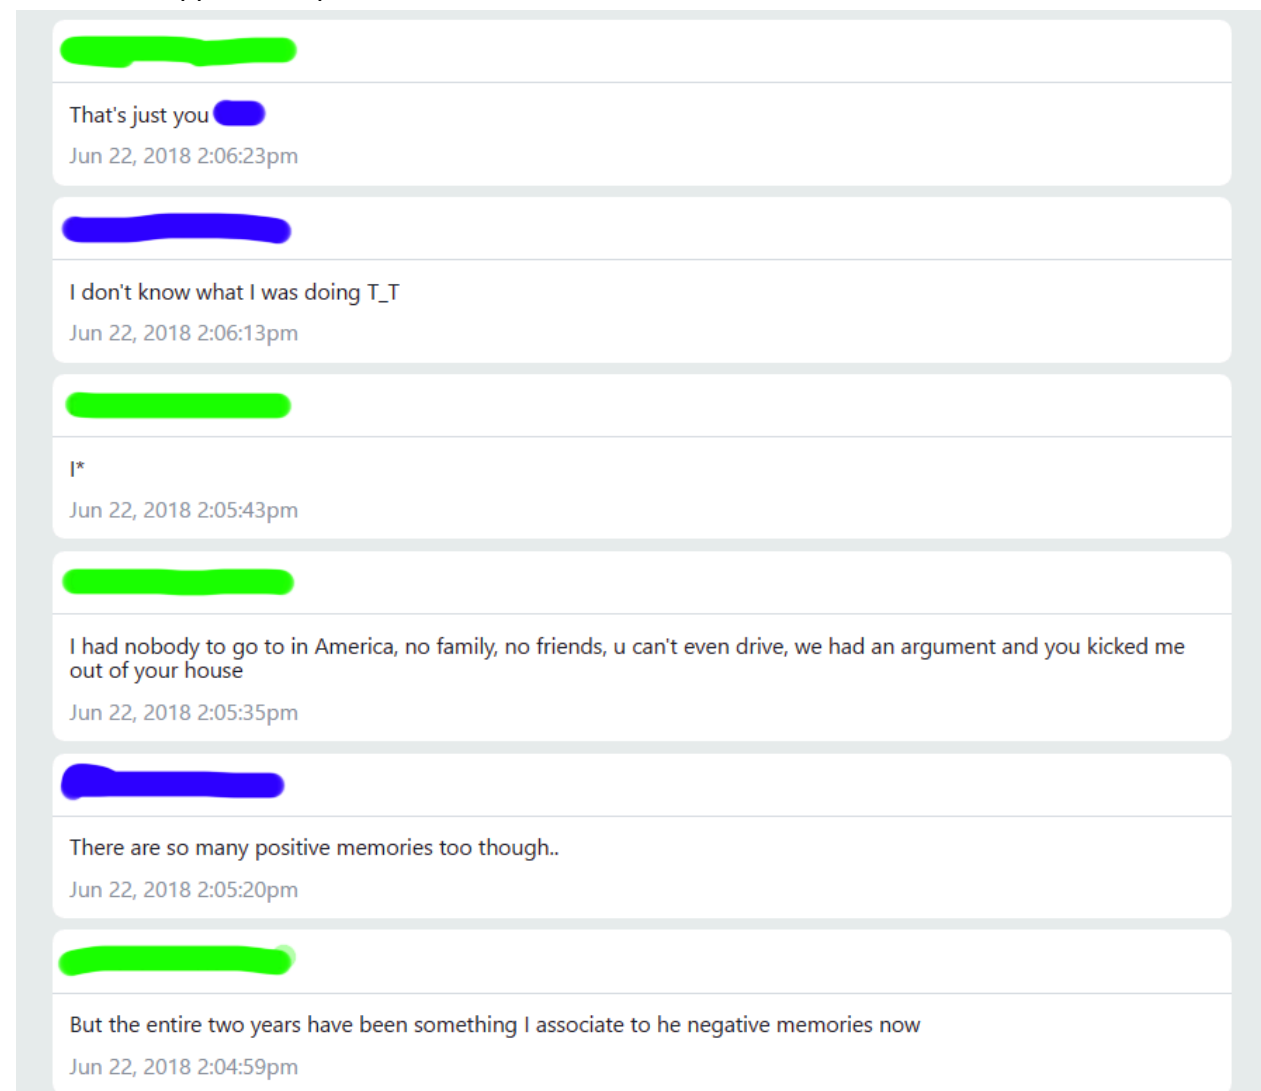 That's just you
Jun 22, 2018 2:06:23pm
I don't know what I was doing T_T
Jun 22, 2018 2:06:13pm
I*
Jun 22, 2018 2:05:43pm
I had nobody to go to in America, no family, no friends, u can't even drive, we had an argument and you kicked me
out of your house
Jun 22, 2018 2:05:35pm
There are so many positive memories too though..
Jun 22, 2018 2:05:20pm
But the entire two years have been something I associate to he negative memories now
Jun 22, 2018 2:04:59pm